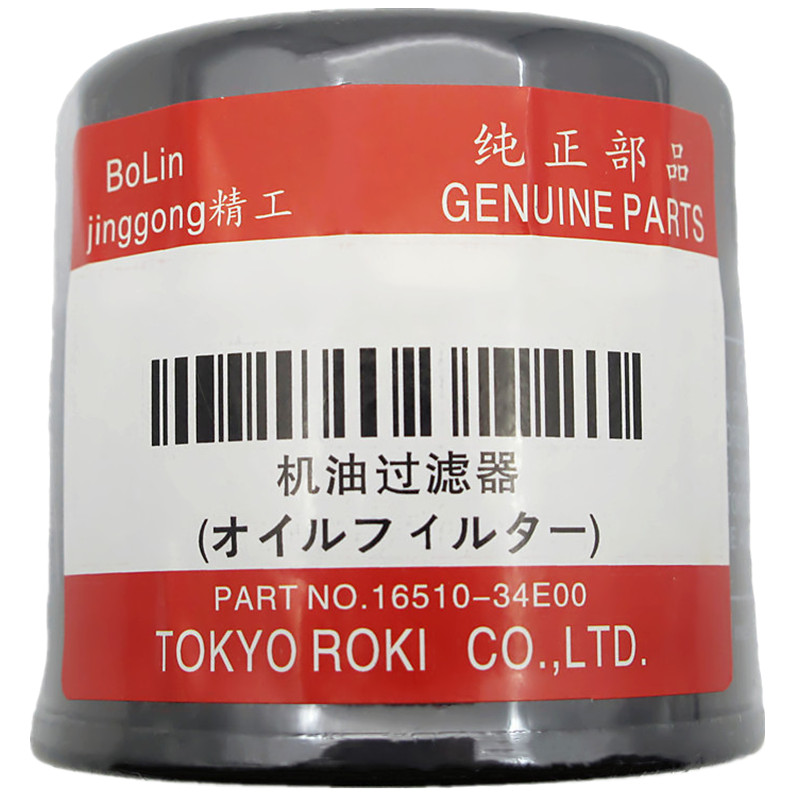 BoLin
jinggong精工
纯正部品
GENUINE PARTS
机油过滤器
(オイルフィルター)
PART NO.16510-34E00
TOKYO ROKI CO.,LTD.